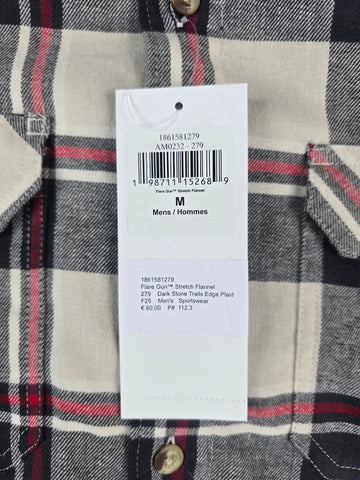 1861581279
AM0232 - 279
1 98711 15268 9
Flare Gun™ Stretch Flannel
M
Mens / Hommes
1861581279
Flare Gun™ Stretch Flannel
279 Dark Stone Trails Edge Plaid
F25 Men's Sportswear
€ 80.00 P# 112.3